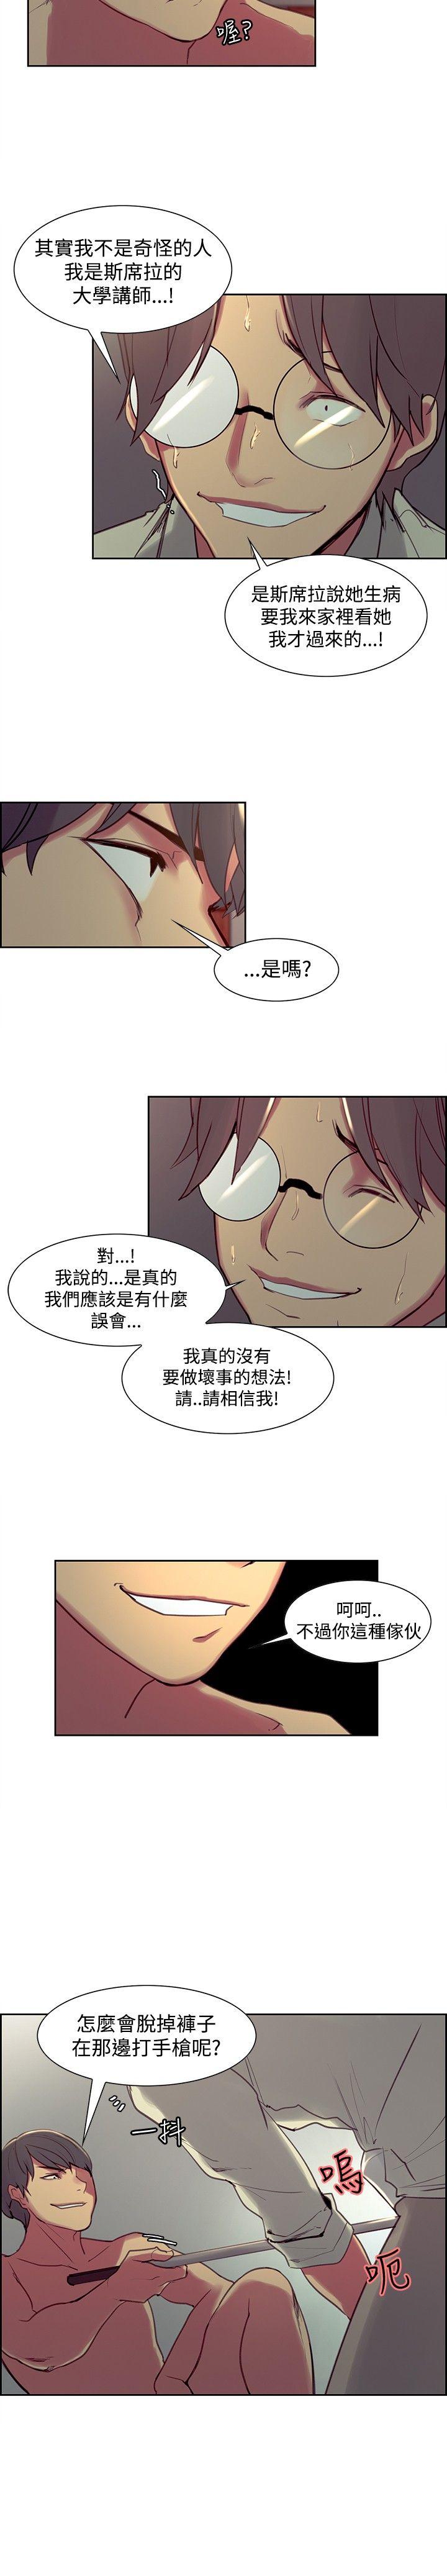 喔?
其實我不是奇怪的人
我是斯席拉的
大學講師...!
是斯席拉說她生病
要我來家裡看她
我才過來的...!
...是嗎?
對...!
我說的...是真的
我們應該是有什麼
誤會...
我真的沒有
要做壞事的想法!
請..請相信我!
呵呵..
不過你這種傢伙
怎麼會脫掉褲子
在那邊打手槍呢?
一抖
嗚
呃